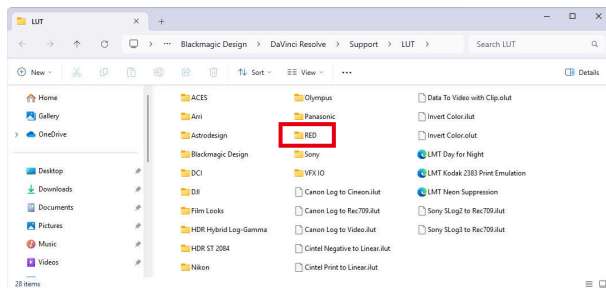 LUT
Blackmagic Design > DaVinci Resolve > Support > LUT >
Search LUT
New
Sort
View
Details
Home
Gallery
OneDrive
Desktop
Downloads
Documents
Pictures
Music
Videos
ACES
Arri
Astrodesign
Blackmagic Design
DCI
DJI
Film Looks
HDR Hybrid Log-Gamma
HDR ST 2084
Nikon
Olympus
Panasonic
RED
Sony
VFX IO
Canon Log to Cineon.ilut
Canon Log to Rec709.ilut
Canon Log to Video.ilut
Cintel Negative to Linear.ilut
Cintel Print to Linear.ilut
Data To Video with Clip.olut
Invert Color.ilut
Invert Color.olut
LMT Day for Night
LMT Kodak 2383 Print Emulation
LMT Neon Suppression
Sony SLog2 to Rec709.ilut
Sony SLog3 to Rec709.ilut
28 items